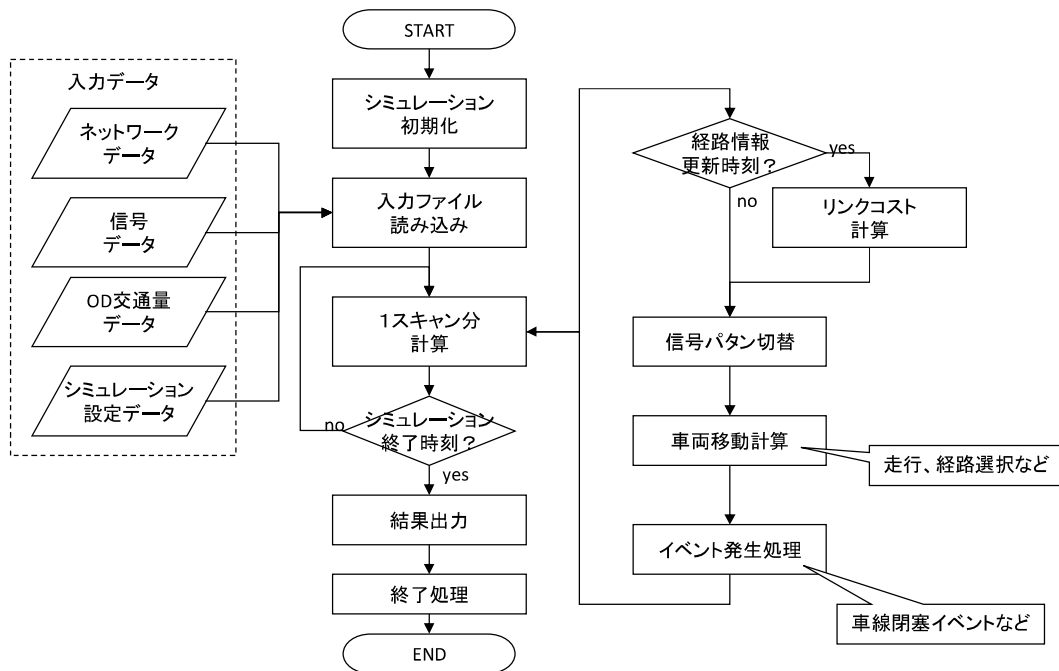 START
シミュレーション
初期化
入力ファイル
読み込み
入力データ
ネットワーク
データ
信号
データ
OD交通量
データ
シミュレーション
設定データ
1スキャン分
計算
シミュレーション
終了時刻？
no
yes
結果出力
終了処理
END
経路情報
更新時刻？
yes
no
リンクコスト
計算
信号パタン切替
車両移動計算
走行、経路選択など
イベント発生処理
車線閉塞イベントなど